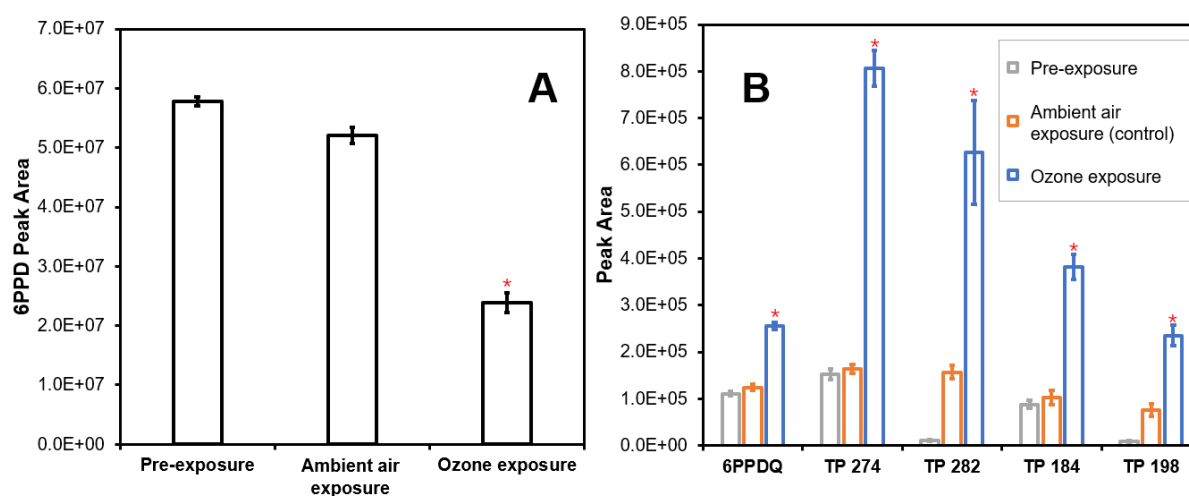 A
6PPD Peak Area
7.0E+07
6.0E+07
5.0E+07
4.0E+07
3.0E+07
2.0E+07
1.0E+07
0.0E+00
*
Pre-exposure
Ambient air
exposure
Ozone exposure
B
Peak Area
9.0E+05
8.0E+05
7.0E+05
6.0E+05
5.0E+05
4.0E+05
3.0E+05
2.0E+05
1.0E+05
0.0E+00
*
*
*
*
*
Pre-exposure
Ambient air
exposure (control)
Ozone exposure
6PPDQ
TP 274
TP 282
TP 184
TP 198